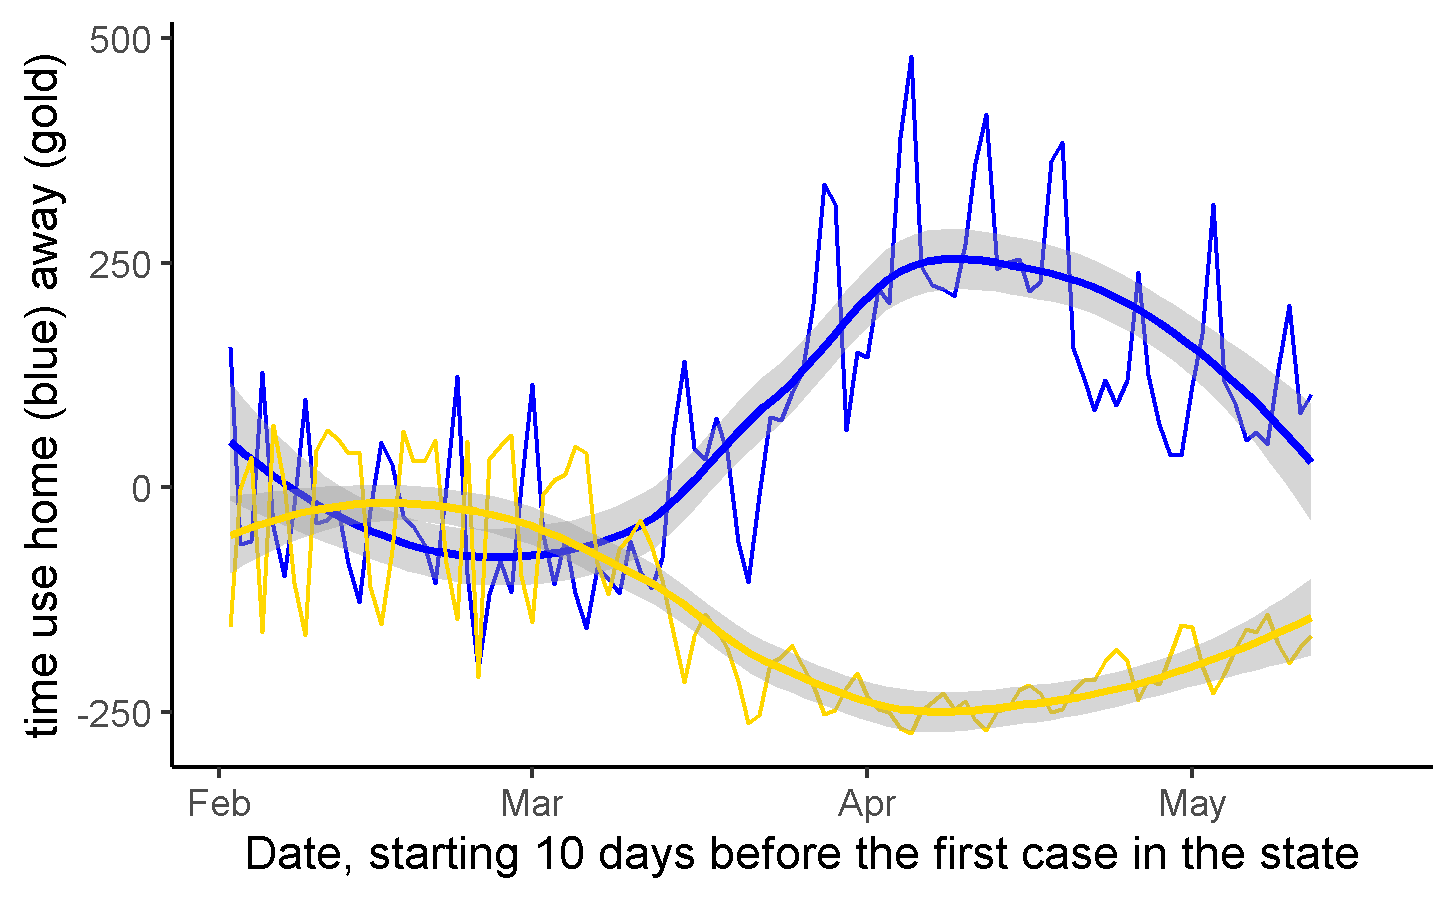 time use home (blue) away (gold)
500
250
0
-250
Feb
Mar
Apr
May
Date, starting 10 days before the first case in the state